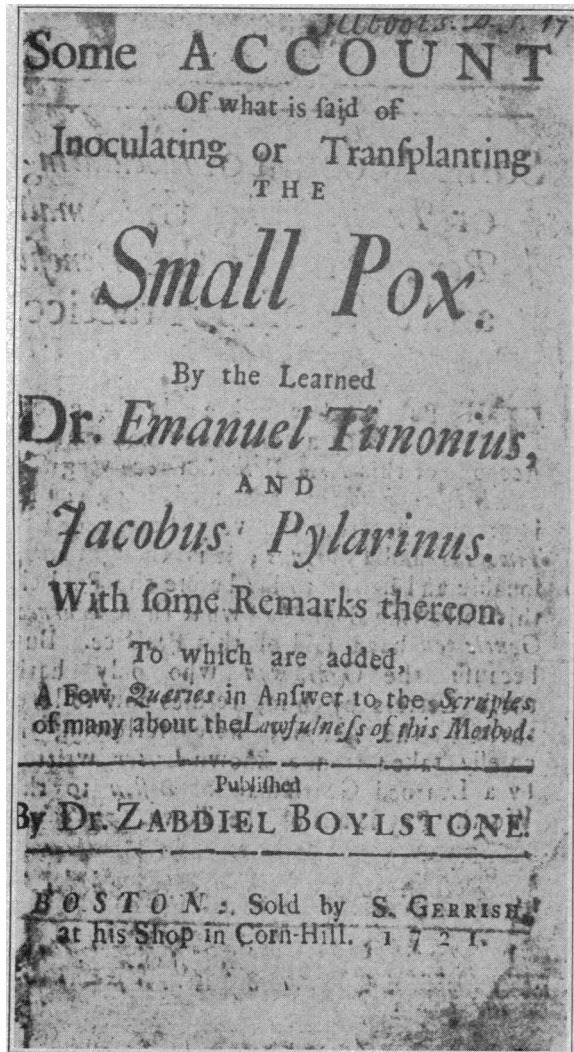 Some ACCOUNT
Of what is ſaid of
Inoculating or Tranſplanting
THE
Small Pox.
By the Learned
Dr. Emanuel Timonius,
AND
Jacobus Pylarinus.
With ſome Remarks thereon.
To which are added,
A Few Queries in Anſwer to the Scruples
of many about the Lawfulneſs of this Method.
Publiſhed
By Dr. ZABDIEL BOYLSTONE.
BOSTON: Sold by S. GERRISH,
at his Shop in Corn-Hill. 1721.